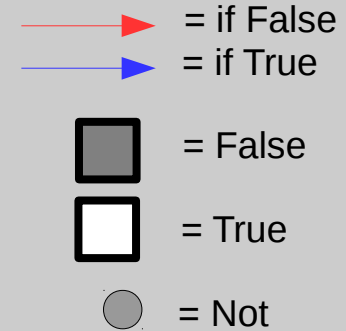 = if False
= if True
= False
= True
= Not